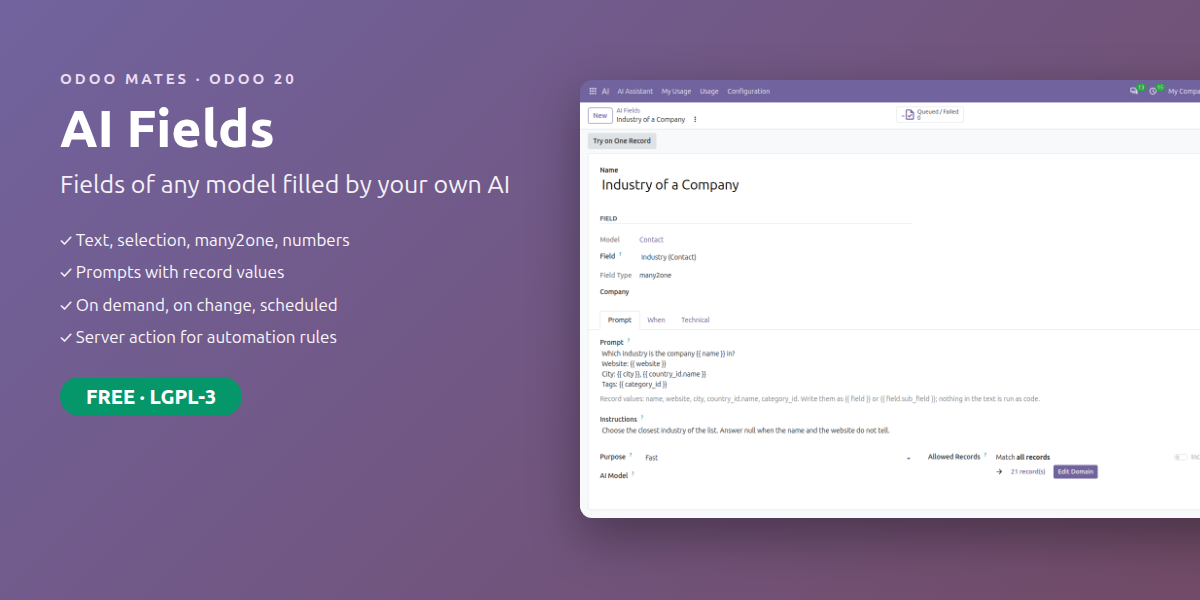 ODOO MATES · ODOO 20
AI Fields
Fields of any model filled by your own AI
✓ Text, selection, many2one, numbers
✓ Prompts with record values
✓ On demand, on change, scheduled
✓ Server action for automation rules
FREE · LGPL-3
AI AI Assistant My Usage Usage Configuration 13 My Compa
New
AI Fields
Industry of a Company
Queued / Failed
0
Try on One Record
Name
Industry of a Company
FIELD
Model Contact
Field ? Industry (Contact)
Field Type many2one
Company
Prompt When Technical
Prompt ?
Which industry is the company {{ name }} in?
Website: {{ website }}
City: {{ city }}, {{ country_id.name }}
Tags: {{ category_id }}
Record values: name, website, city, country_id.name, category_id. Write them as {{ field }} or {{ field.sub_field }}; nothing in the text is run as code.
Instructions ?
Choose the closest industry of the list. Answer null when the name and the website do not tell.
Purpose ? Fast
Allowed Records ? Match all records
21 record(s) Edit Domain
AI Model ?